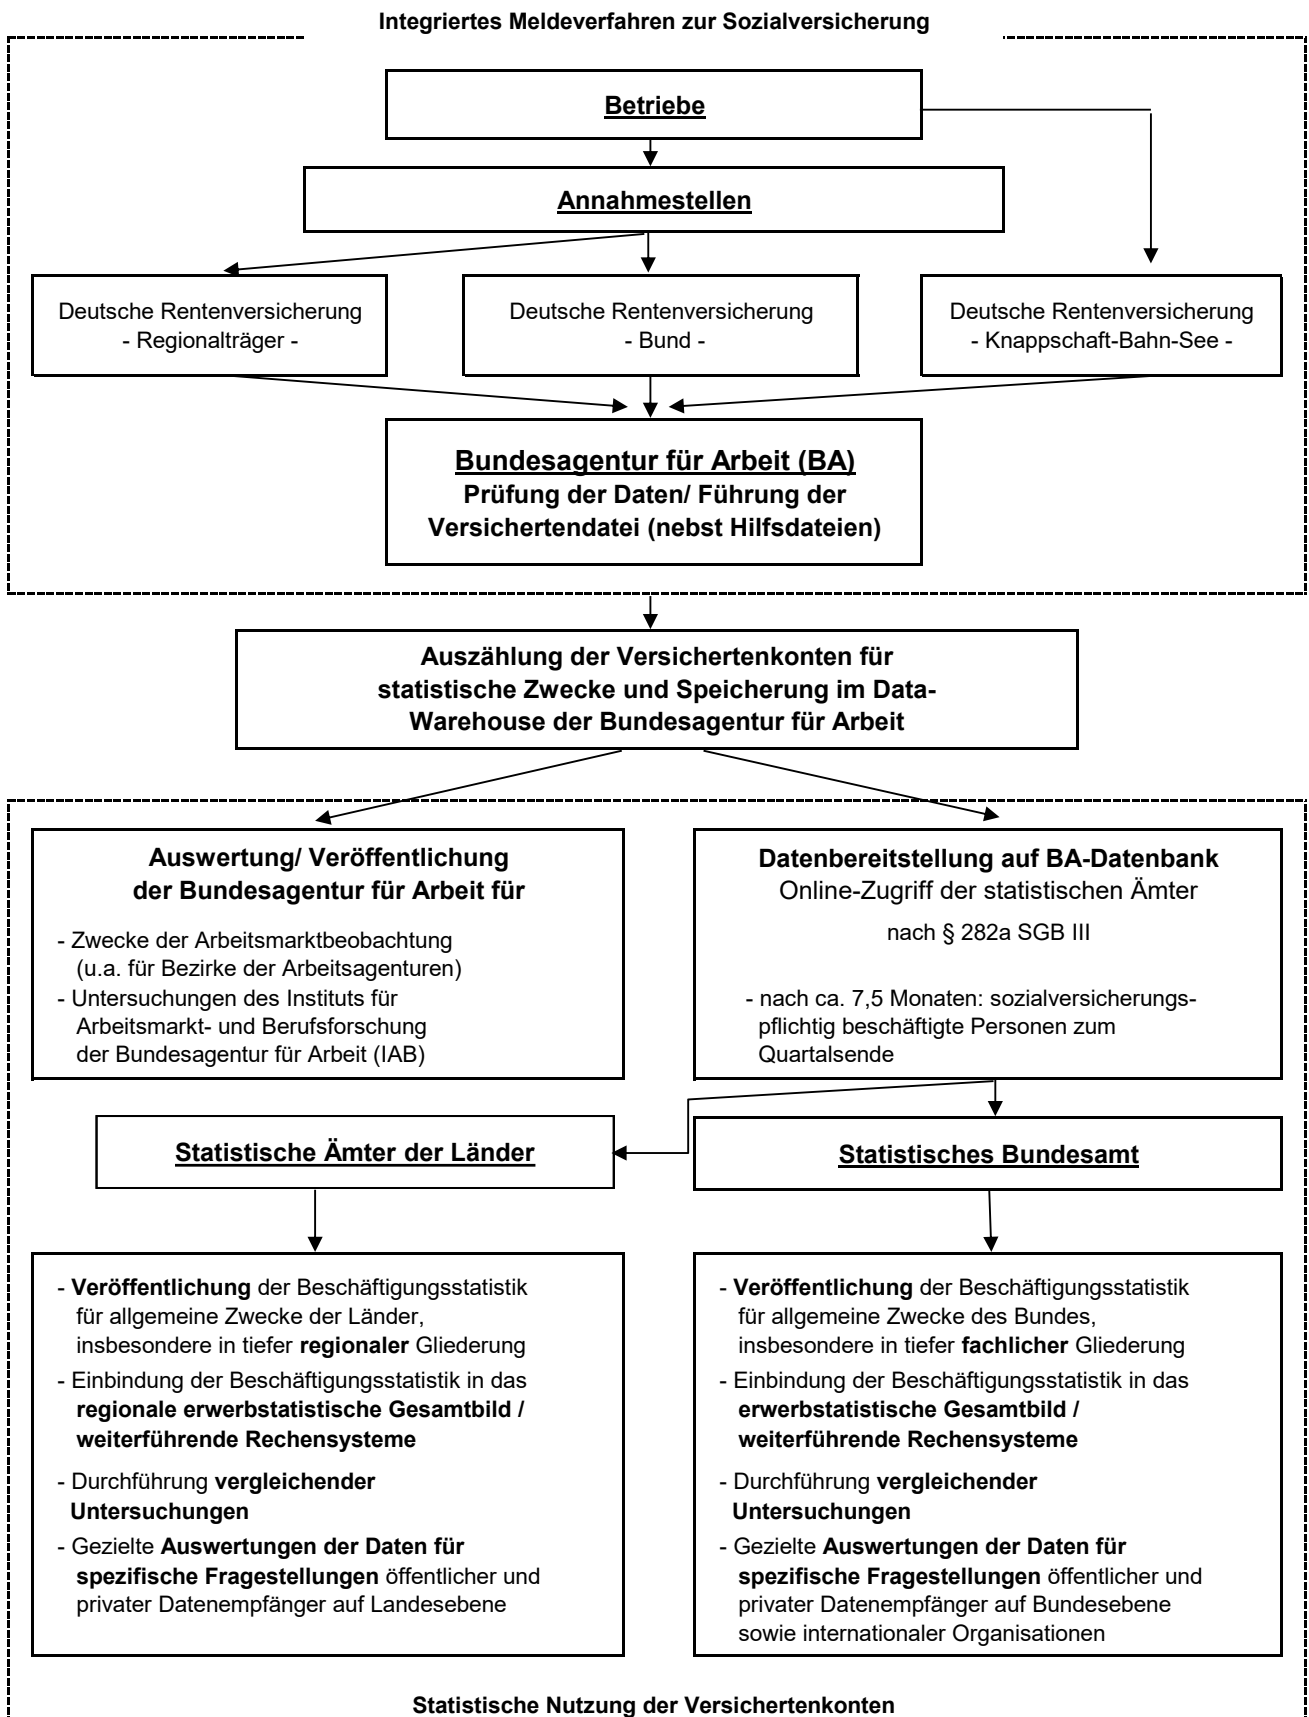 Integriertes Meldeverfahren zur Sozialversicherung
Betriebe
Annahmestellen
Deutsche Rentenversicherung
- Regionalträger -
Deutsche Rentenversicherung
- Bund -
Deutsche Rentenversicherung
- Knappschaft-Bahn-See -
Bundesagentur für Arbeit (BA)
Prüfung der Daten/ Führung der
Versichertendatei (nebst Hilfsdateien)
Auszählung der Versichertenkonten für
statistische Zwecke und Speicherung im Data-
Warehouse der Bundesagentur für Arbeit
Auswertung/ Veröffentlichung
der Bundesagentur für Arbeit für
- Zwecke der Arbeitsmarktbeobachtung
(u.a. für Bezirke der Arbeitsagenturen)
- Untersuchungen des Instituts für
Arbeitsmarkt- und Berufsforschung
der Bundesagentur für Arbeit (IAB)
Datenbereitstellung auf BA-Datenbank
Online-Zugriff der statistischen Ämter
nach § 282a SGB III
- nach ca. 7,5 Monaten: sozialversicherungs-
pflichtig beschäftigte Personen zum
Quartalsende
Statistische Ämter der Länder
Statistisches Bundesamt
- Veröffentlichung der Beschäftigungsstatistik
für allgemeine Zwecke der Länder,
insbesondere in tiefer regionaler Gliederung
- Einbindung der Beschäftigungsstatistik in das
regionale erwerbstatistische Gesamtbild /
weiterführende Rechensysteme
- Durchführung vergleichender
Untersuchungen
- Gezielte Auswertungen der Daten für
spezifische Fragestellungen öffentlicher und
privater Datenempfänger auf Landesebene
- Veröffentlichung der Beschäftigungsstatistik
für allgemeine Zwecke des Bundes,
insbesondere in tiefer fachlicher Gliederung
- Einbindung der Beschäftigungsstatistik in das
erwerbstatistische Gesamtbild /
weiterführende Rechensysteme
- Durchführung vergleichender
Untersuchungen
- Gezielte Auswertungen der Daten für
spezifische Fragestellungen öffentlicher und
privater Datenempfänger auf Bundesebene
sowie internationaler Organisationen
Statistische Nutzung der Versichertenkonten